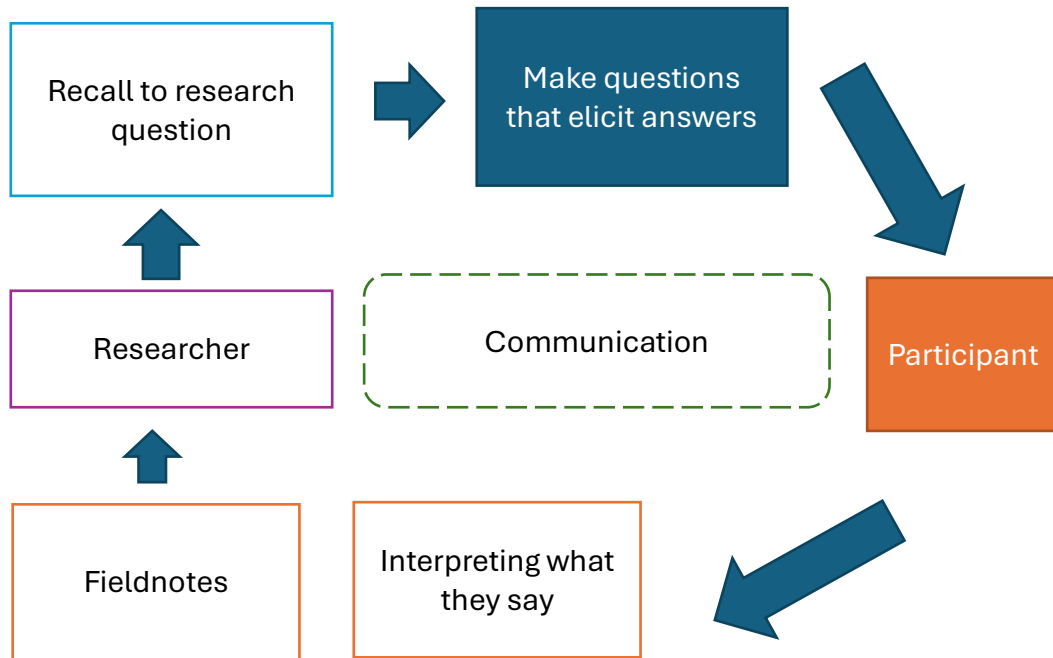 Recall to research
question
Make questions
that elicit answers
Researcher
Communication
Participant
Fieldnotes
Interpreting what
they say